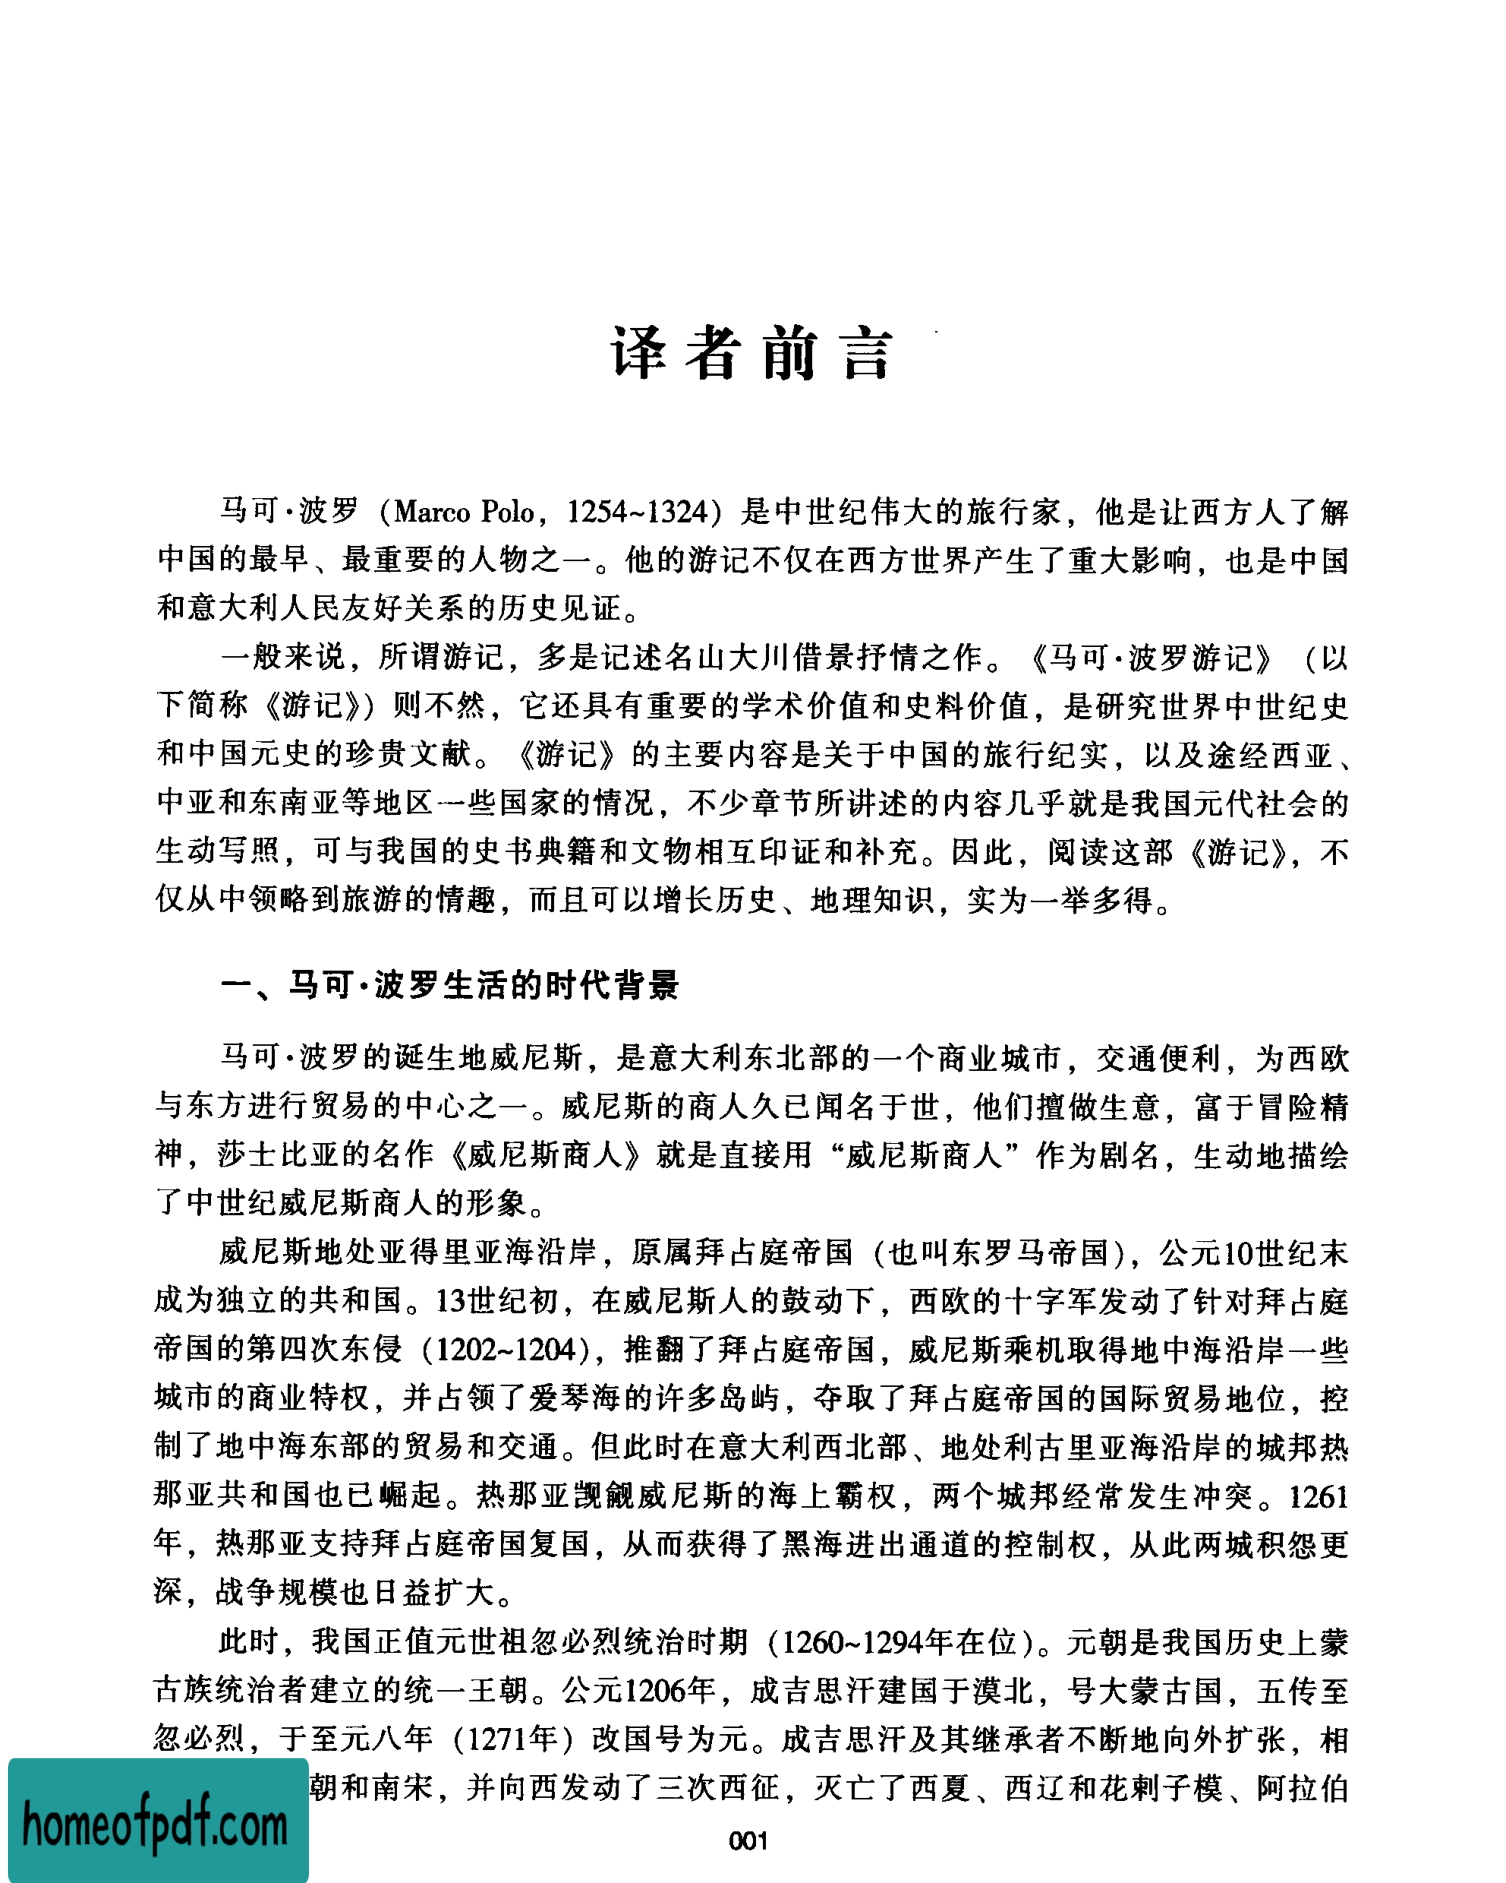 译者前言
马可·波罗（Marco Polo，1254~1324）是中世纪伟大的旅行家，他是让西方人了解
中国的最早、最重要的人物之一。他的游记不仅在西方世界产生了重大影响，也是中国
和意大利人民友好关系的历史见证。
一般来说，所谓游记，多是记述名山大川借景抒情之作。《马可·波罗游记》（以
下简称《游记》）则不然，它还具有重要的学术价值和史料价值，是研究世界中世纪史
和中国元史的珍贵文献。《游记》的主要内容是关于中国的旅行纪实，以及途经西亚、
中亚和东南亚等地区一些国家的情况，不少章节所讲述的内容几乎就是我国元代社会的
生动写照，可与我国的史书典籍和文物相互印证和补充。因此，阅读这部《游记》，不
仅从中领略到旅游的情趣，而且可以增长历史、地理知识，实为一举多得。
一、马可·波罗生活的时代背景
马可·波罗的诞生地威尼斯，是意大利东北部的一个商业城市，交通便利，为西欧
与东方进行贸易的中心之一。威尼斯的商人久已闻名于世，他们擅做生意，富于冒险精
神，莎士比亚的名作《威尼斯商人》就是直接用“威尼斯商人”作为剧名，生动地描绘
了中世纪威尼斯商人的形象。
威尼斯地处亚得里亚海沿岸，原属拜占庭帝国（也叫东罗马帝国），公元10世纪末
成为独立的共和国。13世纪初，在威尼斯人的鼓动下，西欧的十字军发动了针对拜占庭
帝国的第四次东侵（1202~1204），推翻了拜占庭帝国，威尼斯乘机取得地中海沿岸一些
城市的商业特权，并占领了爱琴海的许多岛屿，夺取了拜占庭帝国的国际贸易地位，控
制了地中海东部的贸易和交通。但此时在意大利西北部、地处利古里亚海沿岸的城邦热
那亚共和国也已崛起。热那亚觊觎威尼斯的海上霸权，两个城邦经常发生冲突。1261
年，热那亚支持拜占庭帝国复国，从而获得了黑海进出通道的控制权，从此两城积怨更
深，战争规模也日益扩大。
此时，我国正值元世祖忽必烈统治时期（1260~1294年在位）。元朝是我国历史上蒙
古族统治者建立的统一王朝。公元1206年，成吉思汗建国于漠北，号大蒙古国，五传至
忽必烈，于至元八年（1271年）改国号为元。成吉思汗及其继承者不断地向外扩张，相
朝和南宋，并向西发动了三次西征，灭亡了西夏、西辽和花剌子模、阿拉伯
homeofpdf.com
001